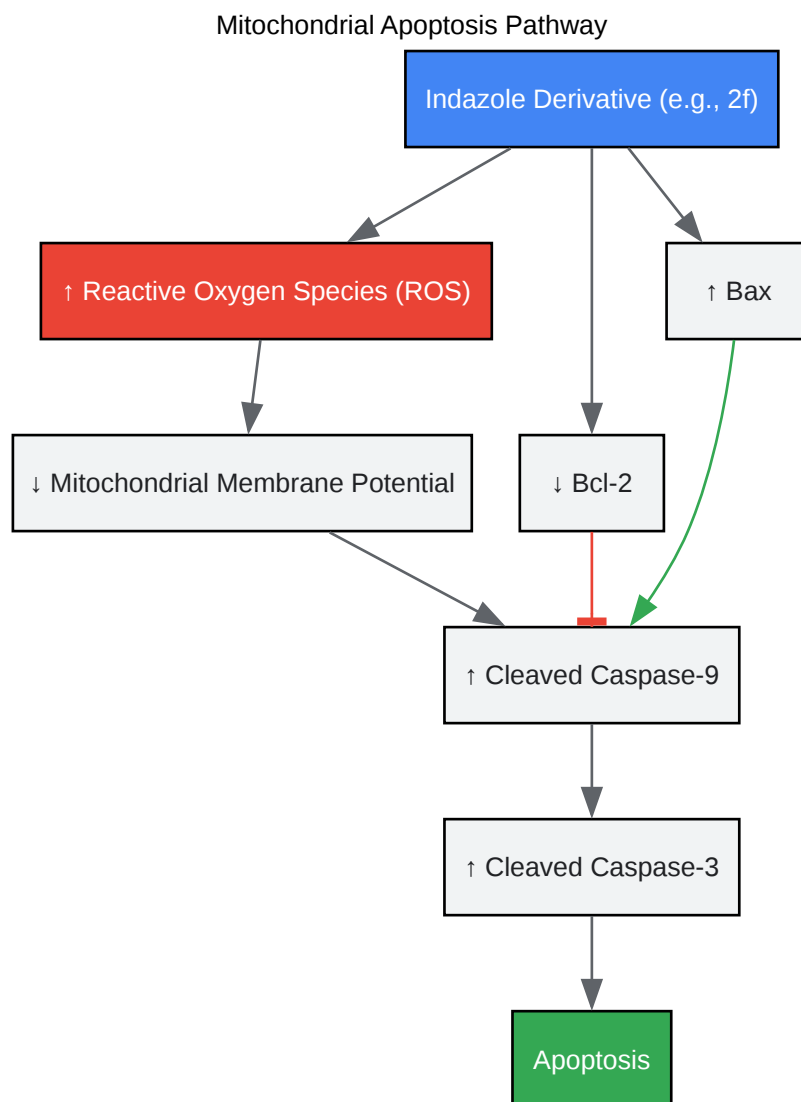 Mitochondrial Apoptosis Pathway
Indazole Derivative (e.g., 2f)
↑ Reactive Oxygen Species (ROS)
↑ Bax
↓ Mitochondrial Membrane Potential
↓ Bcl-2
↑ Cleaved Caspase-9
↑ Cleaved Caspase-3
Apoptosis